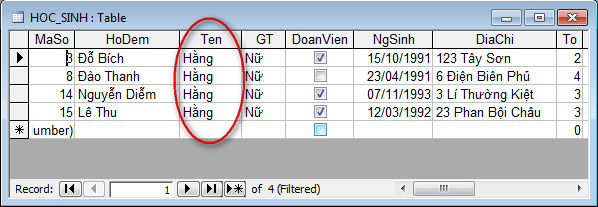 HOC_SINH : Table
MaSo HoDem Ten GT DoanVien NgSinh DiaChi To
3 Đỗ Bích Hằng Nữ 15/10/1991 123 Tây Sơn 2
8 Đào Thanh Hằng Nữ 23/04/1991 6 Điện Biên Phủ 4
14 Nguyễn Diễm Hằng Nữ 07/11/1993 3 Lí Thường Kiệt 3
15 Lê Thu Hằng Nữ 12/03/1992 23 Phan Bội Châu 3
umber) 0
Record: 1 of 4 (Filtered)